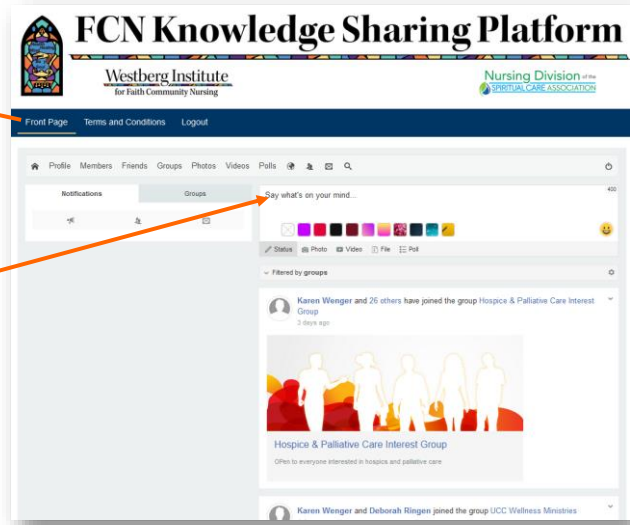 FCN Knowledge Sharing Platform
Westberg Institute
for Faith Community Nursing
Nursing Division of the
SPIRITUAL CARE ASSOCIATION
Front Page Terms and Conditions Logout
Profile Members Friends Groups Photos Videos Polls
Notifications Groups
Say what's on your mind...
400
Status Photo Video File Poll
Filtered by groups
Karen Wenger and 26 others have joined the group Hospice & Palliative Care Interest
Group
3 days ago
Hospice & Palliative Care Interest Group
OPen to everyone interested in hospics and palliative care
Karen Wenger and Deborah Ringen joined the group UCC Wellness Ministries